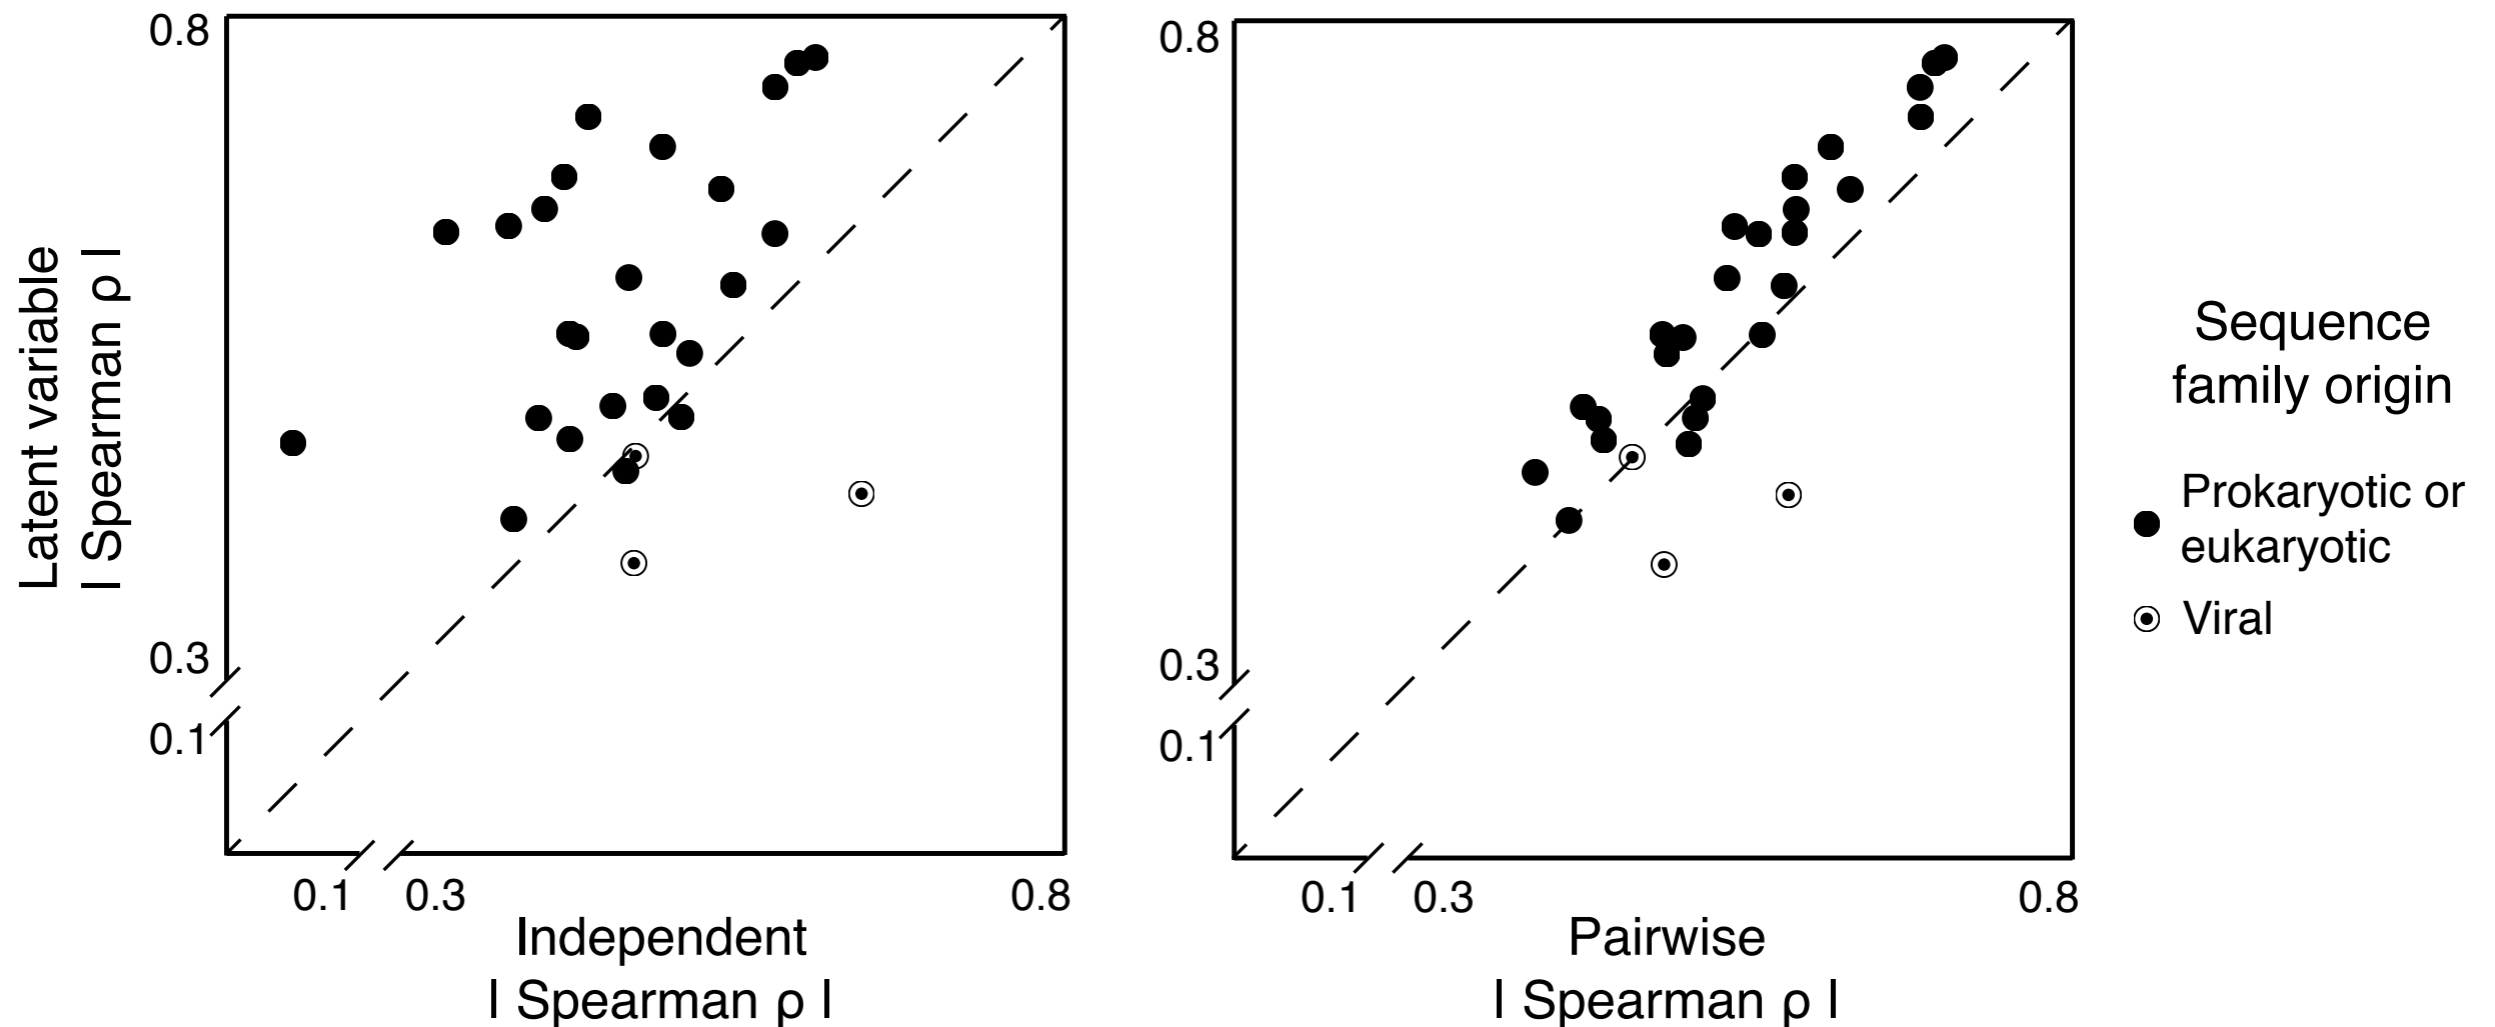 Latent variable
| Spearman ρ |
0.8
0.3
0.1
0.1
0.3
0.8
Independent
| Spearman ρ |
0.8
0.3
0.1
0.1
0.3
0.8
Pairwise
| Spearman ρ |
Sequence
family origin
Prokaryotic or
eukaryotic
Viral